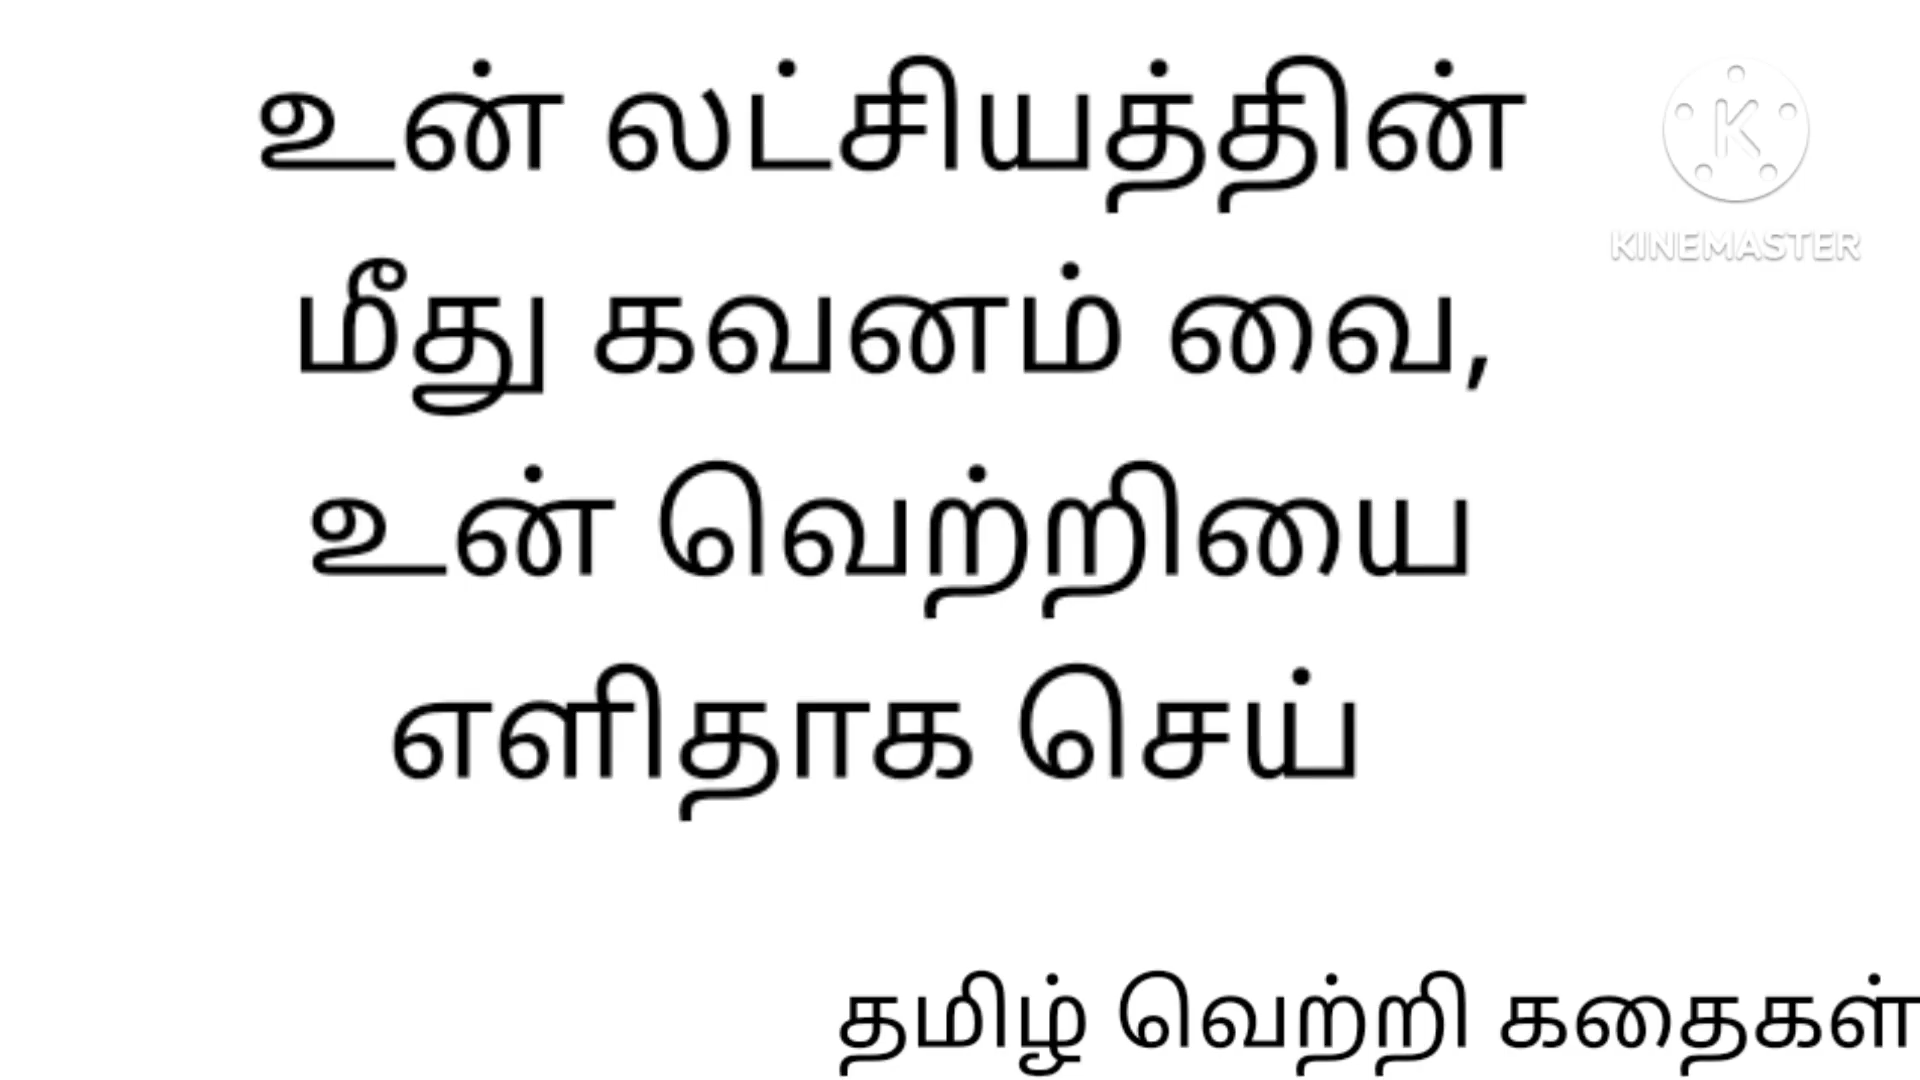 உன் லட்சியத்தின்
மீது கவனம் வை,
உன் வெற்றியை
எளிதாக செய்
தமிழ் வெற்றி கதைகள்
K
KINEMASTER